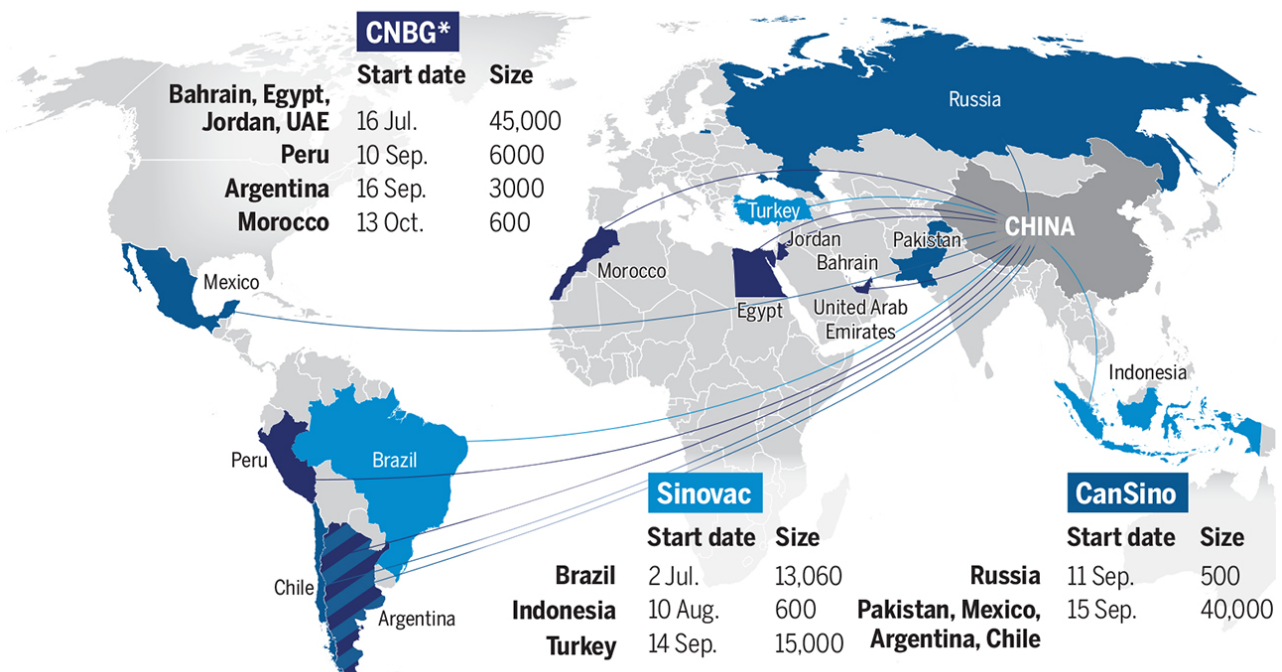 CNBG*
Start date Size
Bahrain, Egypt,
Jordan, UAE 16 Jul. 45,000
Peru 10 Sep. 6000
Argentina 16 Sep. 3000
Morocco 13 Oct. 600
Russia
Turkey
CHINA
Jordan
Pakistan
Bahrain
Morocco
Mexico
Egypt
United Arab
Emirates
Indonesia
Peru
Brazil
Chile
Argentina
Sinovac
Start date Size
Brazil 2 Jul. 13,060
Indonesia 10 Aug. 600
Turkey 14 Sep. 15,000
CanSino
Start date Size
Russia 11 Sep. 500
Pakistan, Mexico, 15 Sep. 40,000
Argentina, Chile